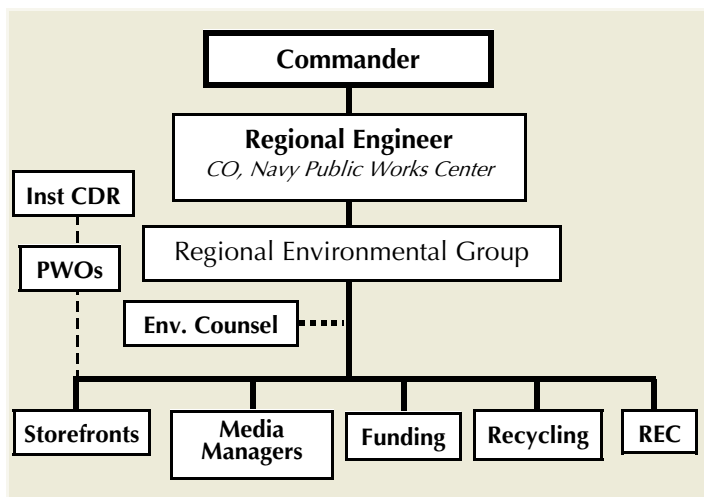 Commander
Regional Engineer
CO, Navy Public Works Center
Inst CDR
Regional Environmental Group
PWOs
Env. Counsel
Storefronts
Media
Managers
Funding
Recycling
REC